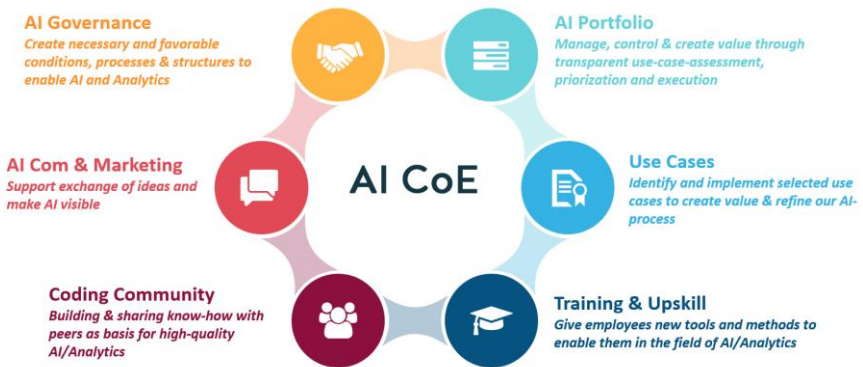 AI Governance
Create necessary and favorable
conditions, processes & structures to
enable AI and Analytics
AI Portfolio
Manage, control & create value through
transparent use-case-assessment,
priorization and execution
AI Com & Marketing
Support exchange of ideas and
make AI visible
AI CoE
Use Cases
Identify and implement selected use
cases to create value & refine our AI-
process
Coding Community
Building & sharing know-how with
peers as basis for high-quality
AI/Analytics
Training & Upskill
Give employees new tools and methods to
enable them in the field of AI/Analytics